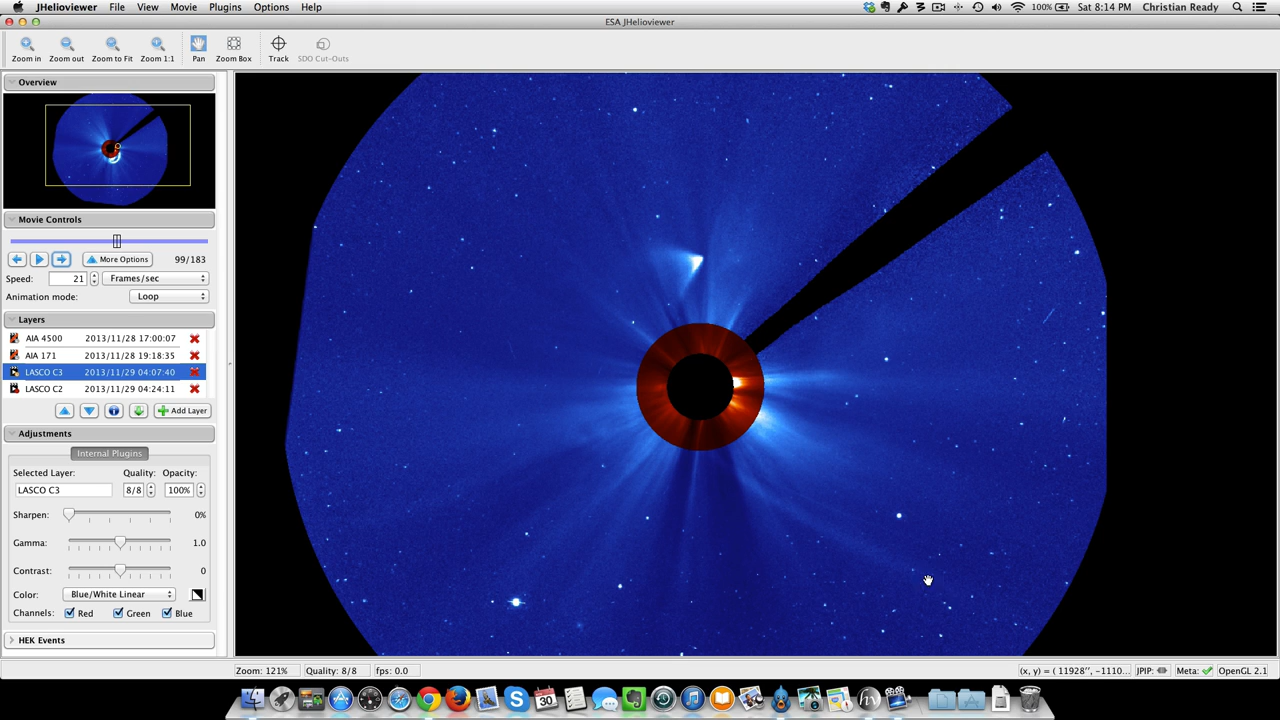 JHelioviewer File View Movie Plugins Options Help 100% Sat 8:14 PM Christian Ready
ESA JHelioviewer
Zoom in Zoom out Zoom to Fit Zoom 1:1 Pan Zoom Box Track SDO Cut-Outs
Overview
Movie Controls
More Options 99/183
Speed: 21 Frames/sec
Animation mode: Loop
Layers
AIA 4500 2013/11/28 17:00:07
AIA 171 2013/11/28 19:18:35
LASCO C3 2013/11/29 04:07:40
LASCO C2 2013/11/29 04:24:11
Add Layer
Adjustments
Internal Plugins
Selected Layer: Quality: Opacity:
LASCO C3 8/8 100%
Sharpen: 0%
Gamma: 1.0
Contrast: 0
Color: Blue/White Linear
Channels: Red Green Blue
HEK Events
Zoom: 121% Quality: 8/8 fps: 0.0 (x, y) = ( 11928’’, -1110... JPIP: Meta: OpenGL 2.1
30
hv